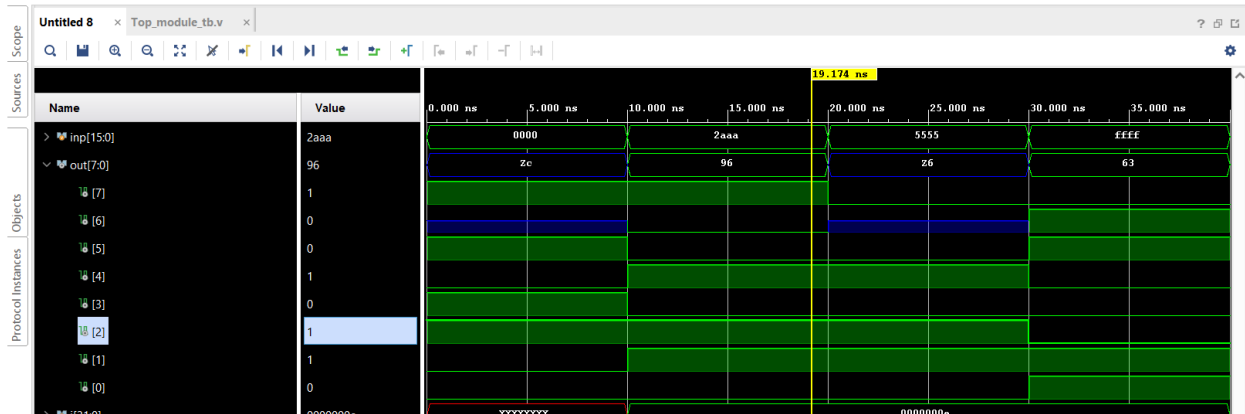 Untitled 8 × Top_module_tb.v × ?
Scope
Sources
Objects
Protocol Instances
19.174 ns
Name Value 0.000 ns 5.000 ns 10.000 ns 15.000 ns 20.000 ns 25.000 ns 30.000 ns 35.000 ns
inp[15:0] 2aaa 0000 2aaa 5555 ffff
out[7:0] 96 Zc 96 Z6 63
[7] 1
[6] 0
[5] 0
[4] 1
[3] 0
[2] 1
[1] 1
[0] 0
i[31:0] 0000000a XXXXXXXX 0000000a